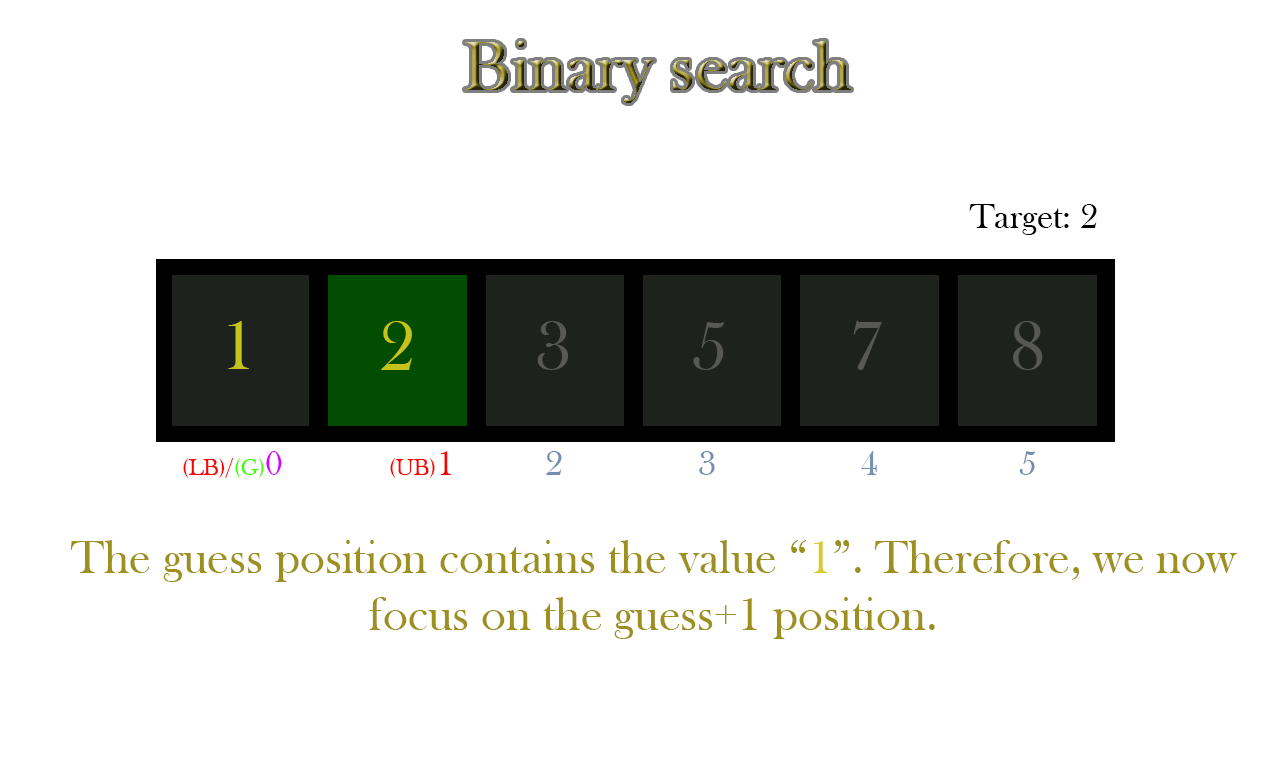 Binary search
Target: 2
1 2 3 5 7 8
(LB)/(G)0 (UB)1 2 3 4 5
The guess position contains the value “1”. Therefore, we now
focus on the guess+1 position.